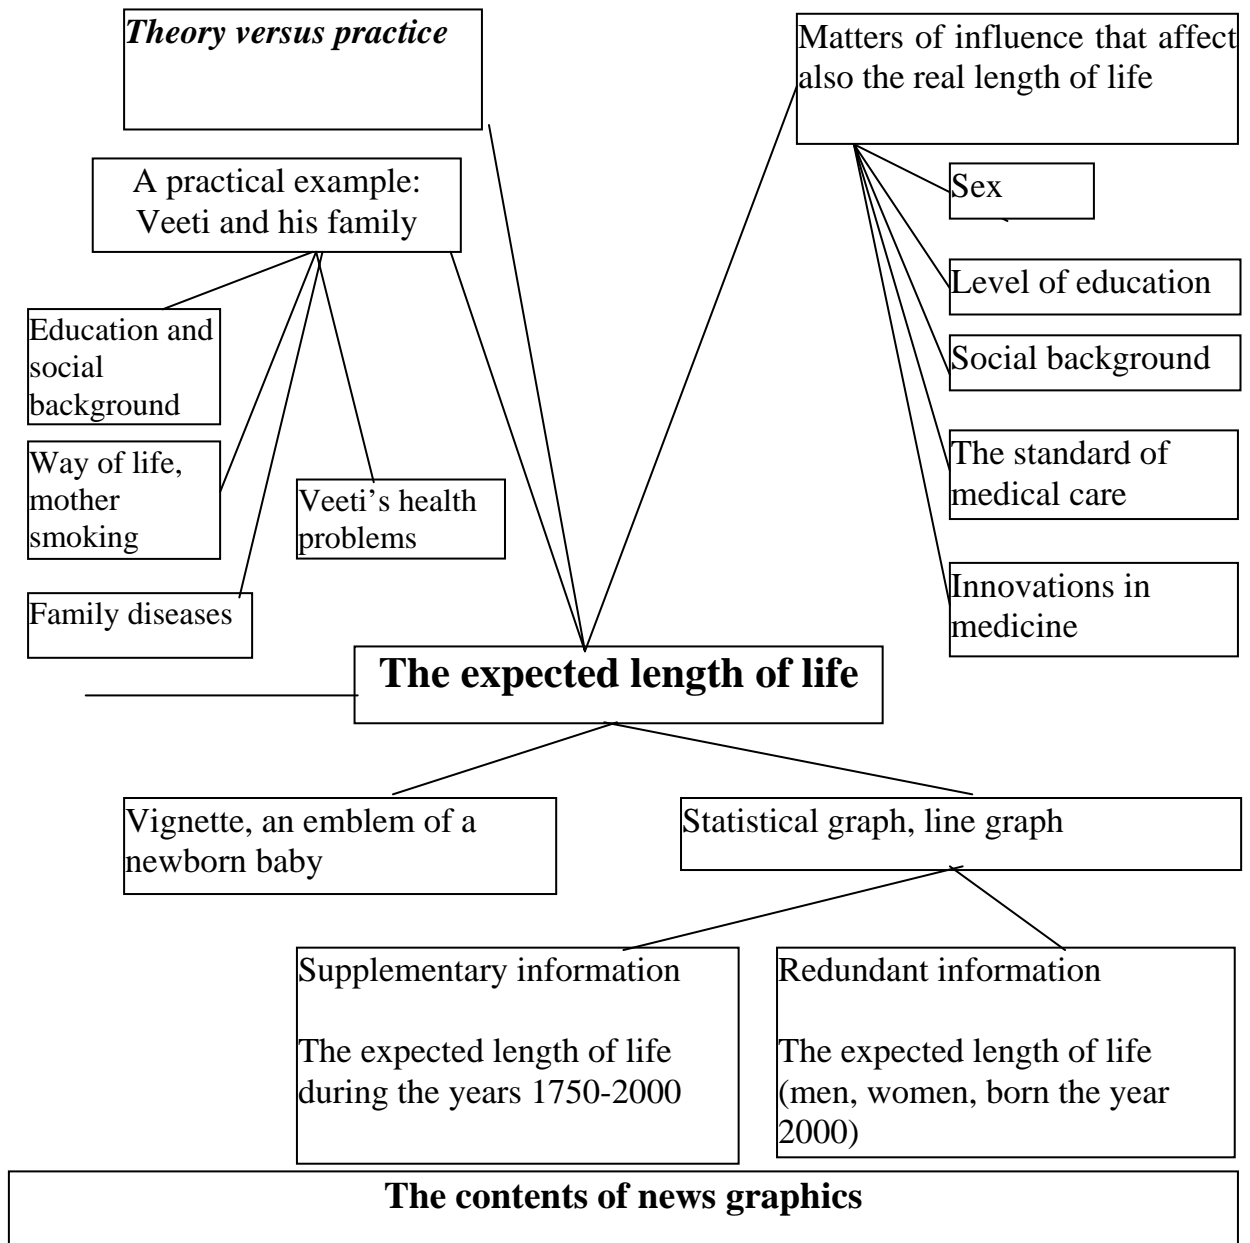 Theory versus practice
Matters of influence that affect
also the real length of life
A practical example:
Veeti and his family
Sex
Level of education
Social background
The standard of
medical care
Innovations in
medicine
Education and
social
background
Way of life,
mother
smoking
Veeti’s health
problems
Family diseases
The expected length of life
Vignette, an emblem of a
newborn baby
Statistical graph, line graph
Supplementary information
The expected length of life
during the years 1750-2000
Redundant information
The expected length of life
(men, women, born the year
2000)
The contents of news graphics